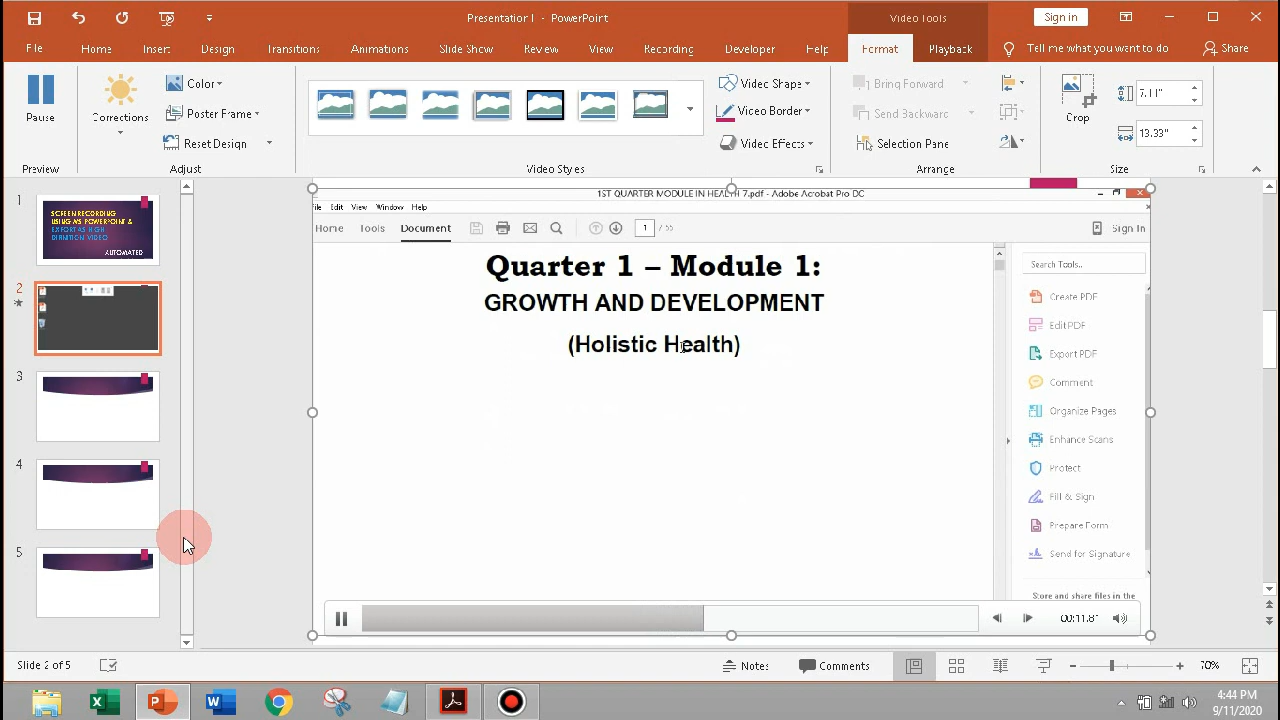 Presentation1 - PowerPoint
Video Tools
Sign in
File Home Insert Design Transitions Animations Slide Show Review View Recording Developer Help Format Playback Tell me what you want to do Share
Pause
Corrections
Color
Poster Frame
Reset Design
Video Shape
Video Border
Video Effects
Bring Forward
Send Backward
Selection Pane
Crop
7.11"
13.33"
Preview Adjust Video Styles Arrange Size
1
SCREEN RECORDING
USING MS POWERPOINT &
EXPORT AS HIGH
DEFINITION VIDEO
AUTOMATED
2
3
4
5
1ST QUARTER MODULE IN HEALTH 7.pdf - Adobe Acrobat Pro DC
File Edit View Window Help
Home Tools Document 1 / 55 Sign In
Quarter 1 – Module 1:
GROWTH AND DEVELOPMENT
(Holistic Health)
Search Tools..
Create PDF
Edit PDF
Export PDF
Comment
Organize Pages
Enhance Scans
Protect
Fill & Sign
Prepare Form
Send for Signature
Store and share files in the
00:11.81
Slide 2 of 5 Notes Comments 70%
4:44 PM
9/11/2020